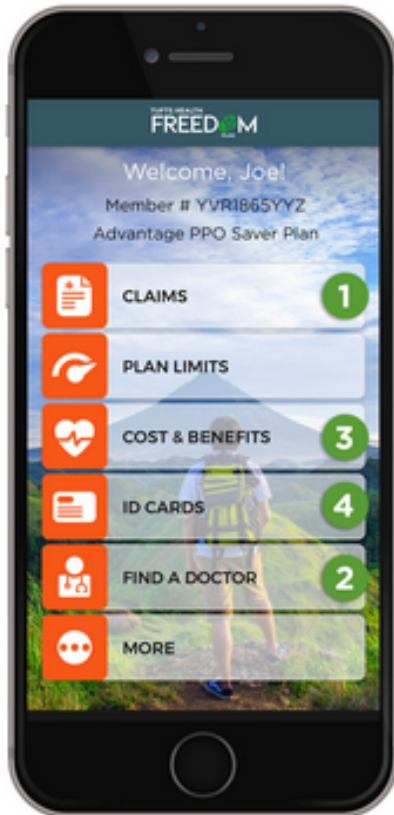 TUFTS HEALTH
FREEDOM
PLAN
Welcome, Joe!
Member # YVR1865YYZ
Advantage PPO Saver Plan
CLAIMS 1
PLAN LIMITS
COST & BENEFITS 3
ID CARDS 4
FIND A DOCTOR 2
MORE